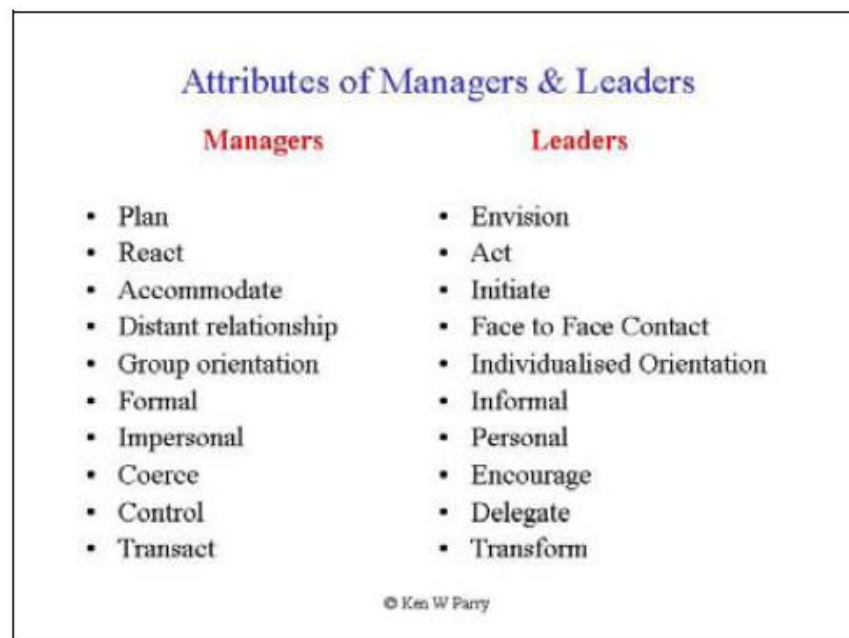 Attributes of Managers & Leaders
Managers
Leaders
• Plan
• React
• Accommodate
• Distant relationship
• Group orientation
• Formal
• Impersonal
• Coerce
• Control
• Transact
• Envision
• Act
• Initiate
• Face to Face Contact
• Individualised Orientation
• Informal
• Personal
• Encourage
• Delegate
• Transform
© Ken W Parry